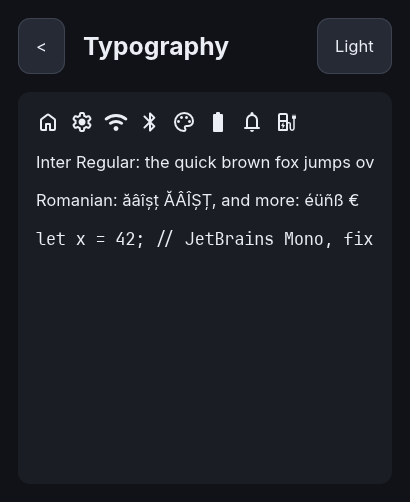 < Typography Light
Inter Regular: the quick brown fox jumps ov
Romanian: ăâîșț ĂÂÎȘȚ, and more: éüñß €
let x = 42; // JetBrains Mono, fix